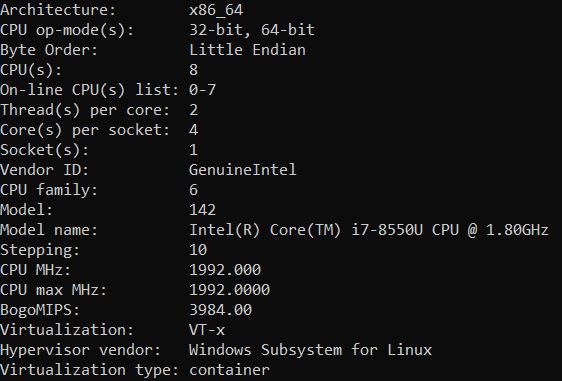 Architecture: x86_64
CPU op-mode(s): 32-bit, 64-bit
Byte Order: Little Endian
CPU(s): 8
On-line CPU(s) list: 0-7
Thread(s) per core: 2
Core(s) per socket: 4
Socket(s): 1
Vendor ID: GenuineIntel
CPU family: 6
Model: 142
Model name: Intel(R) Core(TM) i7-8550U CPU @ 1.80GHz
Stepping: 10
CPU MHz: 1992.000
CPU max MHz: 1992.0000
BogoMIPS: 3984.00
Virtualization: VT-x
Hypervisor vendor: Windows Subsystem for Linux
Virtualization type: container